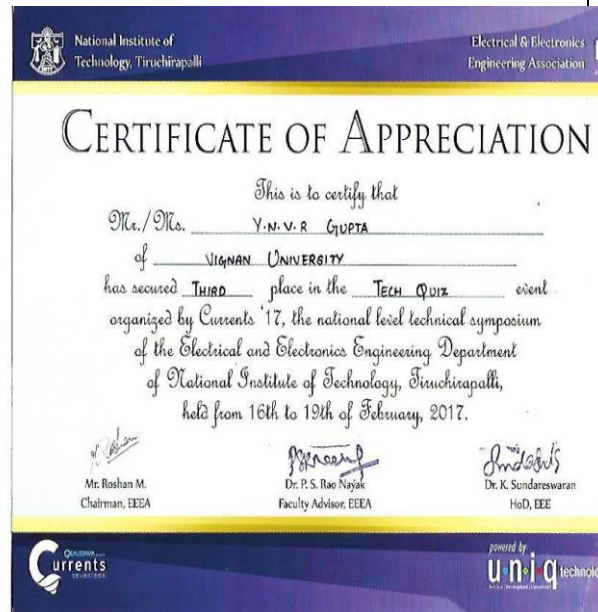 National Institute of
Technology, Tiruchirapalli
Electrical & Electronics
Engineering Association
CERTIFICATE OF APPRECIATION
This is to certify that
Mr./Ms. Y.N.V.R GUPTA
of VIGNAN UNIVERSITY
has secured THIRD place in the TECH QUIZ event
organized by Currents '17, the national level technical symposium
of the Electrical and Electronics Engineering Department
of National Institute of Technology, Tiruchirapalli,
held from 16th to 19th of February, 2017.
Mr. Roshan M.
Chairman, EEEA
Dr. P. S. Rao Nayak
Faculty Advisor, EEEA
Dr. K. Sundareswaran
HoD, EEE
QUALCOMM
Currents
seventeen
powered by
u·n·i·q technolo